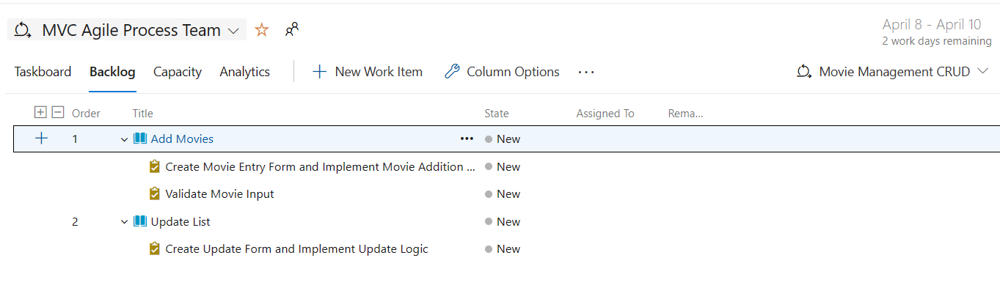 MVC Agile Process Team
April 8 - April 10
2 work days remaining
Taskboard Backlog Capacity Analytics New Work Item Column Options ... Movie Management CRUD
Order Title State Assigned To Rema...
1 Add Movies ... New
Create Movie Entry Form and Implement Movie Addition ... New
Validate Movie Input New
2 Update List New
Create Update Form and Implement Update Logic New